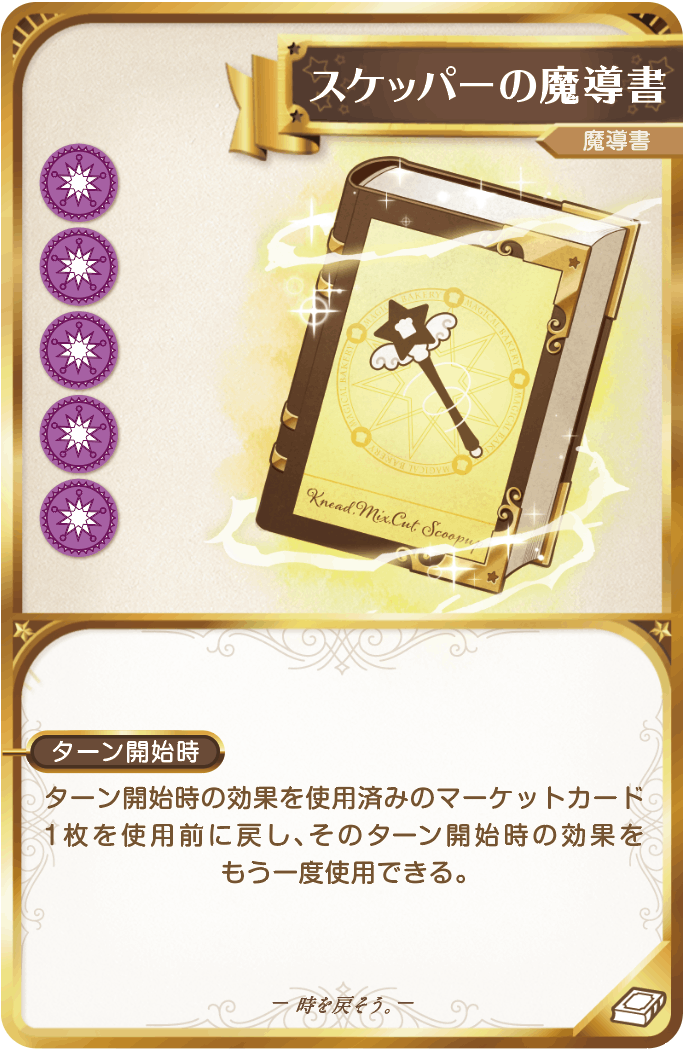 スケッパーの魔導書
魔導書
MAGICAL BAKERY
Knead.Mix.Cut. Scoopup
ターン開始時
ターン開始時の効果を使用済みのマーケットカード
1枚を使用前に戻し、そのターン開始時の効果を
もう一度使用できる。
― 時を戻そう。―